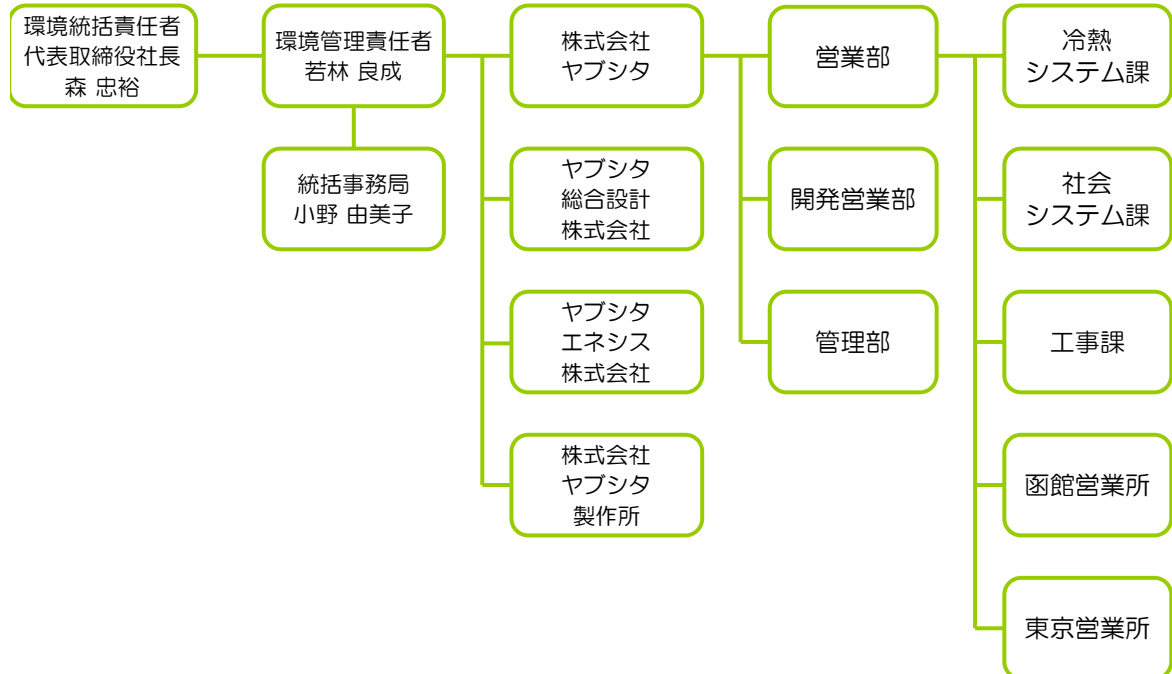 環境統括責任者
代表取締役社長
森 忠裕
環境管理責任者
若林 良成
統括事務局
小野 由美子
株式会社
ヤブシタ
ヤブシタ
総合設計
株式会社
ヤブシタ
エネシス
株式会社
株式会社
ヤブシタ
製作所
営業部
開発営業部
管理部
冷熱
システム課
社会
システム課
工事課
函館営業所
東京営業所